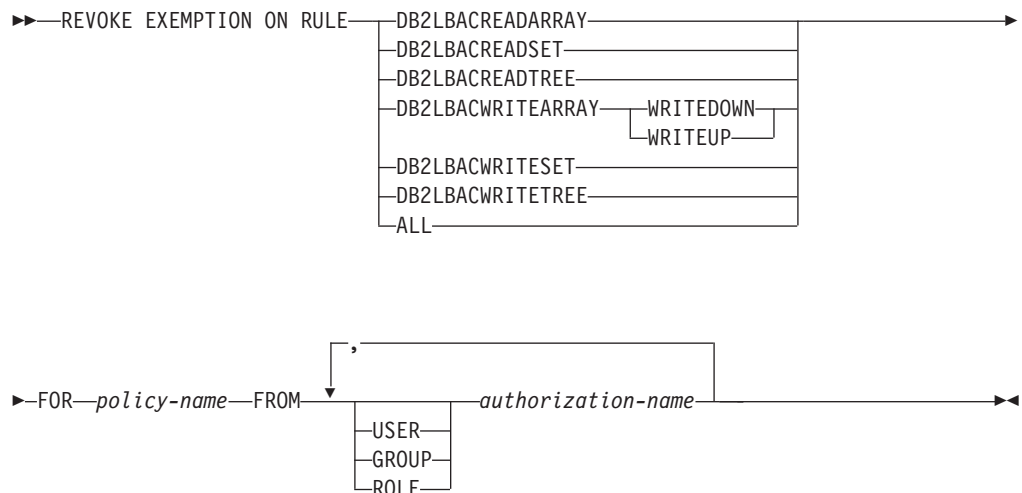 REVOKE EXEMPTION ON RULE DB2LBACREADARRAY
DB2LBACREADSET
DB2LBACREADTREE
DB2LBACWRITEARRAY WRITEDOWN
WRITEUP
DB2LBACWRITESET
DB2LBACWRITETREE
ALL
,
FOR policy-name FROM authorization-name
USER
GROUP
ROLE